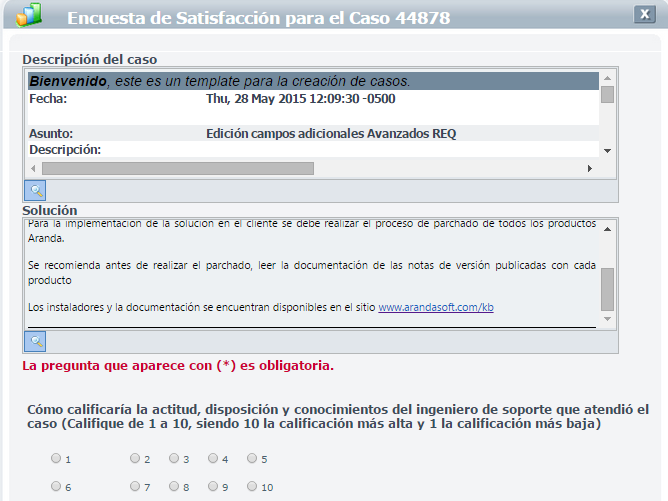 Encuesta de Satisfacción para el Caso 44878
X
Descripción del caso
Bienvenido, este es un template para la creación de casos.
Fecha: Thu, 28 May 2015 12:09:30 -0500
Asunto: Edición campos adicionales Avanzados REQ
Descripción:
Solución
Para la implementación de la solución en el cliente se debe realizar el proceso de parchado de todos los productos
Aranda.
Se recomienda antes de realizar el parchado, leer la documentación de las notas de versión publicadas con cada
producto
Los instaladores y la documentación se encuentran disponibles en el sitio www.arandasoft.com/kb
La pregunta que aparece con (*) es obligatoria.
Cómo calificaría la actitud, disposición y conocimientos del ingeniero de soporte que atendió el
caso (Califique de 1 a 10, siendo 10 la calificación más alta y 1 la calificación más baja)
1 2 3 4 5
6 7 8 9 10